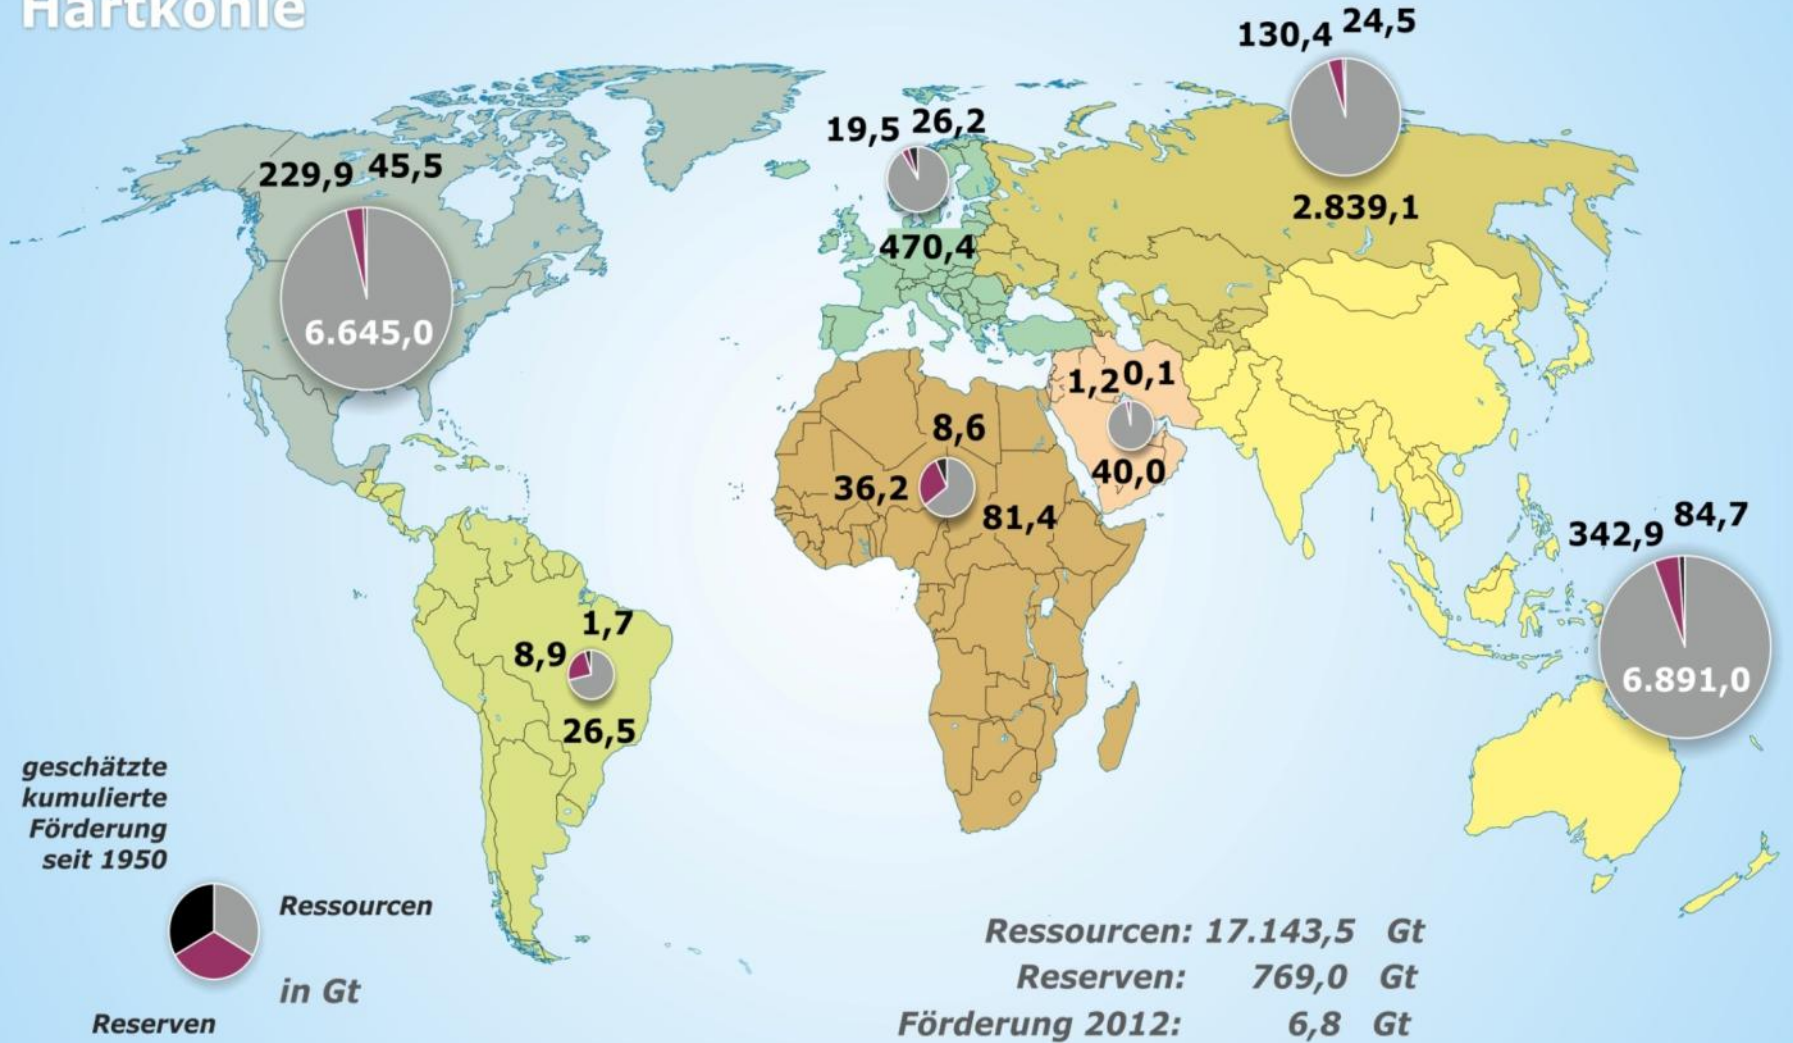 Hartkohle
130,4 24,5
2.839,1
19,5 26,2
470,4
229,9 45,5
6.645,0
1,2 0,1
40,0
8,6
36,2
81,4
342,9 84,7
6.891,0
1,7
8,9
26,5
geschätzte
kumulierte
Förderung
seit 1950
Ressourcen
in Gt
Reserven
Ressourcen: 17.143,5 Gt
Reserven: 769,0 Gt
Förderung 2012: 6,8 Gt